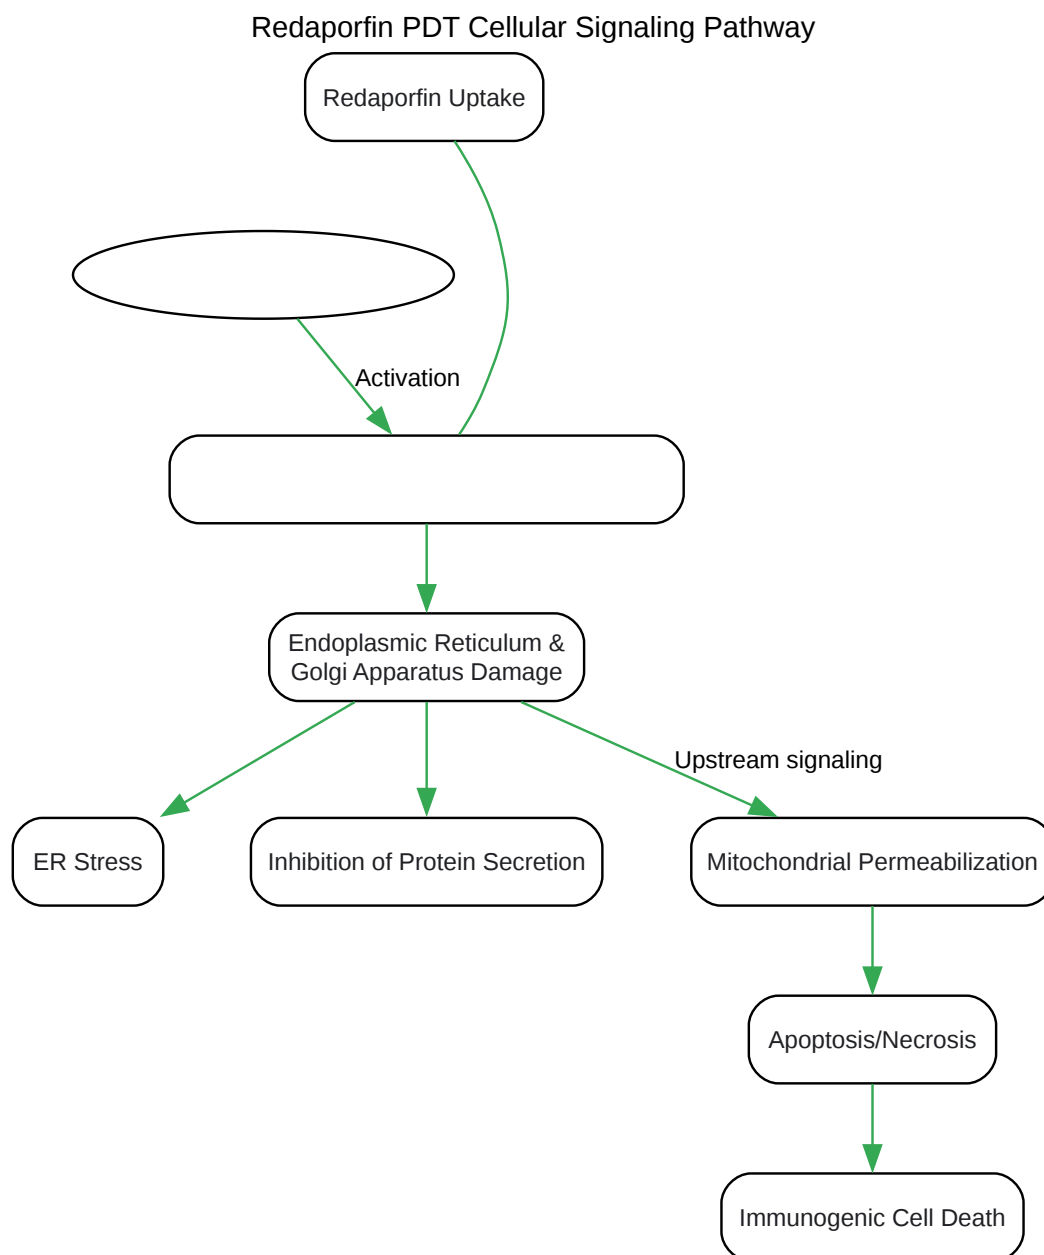 Redaporfin PDT Cellular Signaling Pathway
Redaporfin Uptake
Activation
Endoplasmic Reticulum &
Golgi Apparatus Damage
Upstream signaling
ER Stress
Inhibition of Protein Secretion
Mitochondrial Permeabilization
Apoptosis/Necrosis
Immunogenic Cell Death